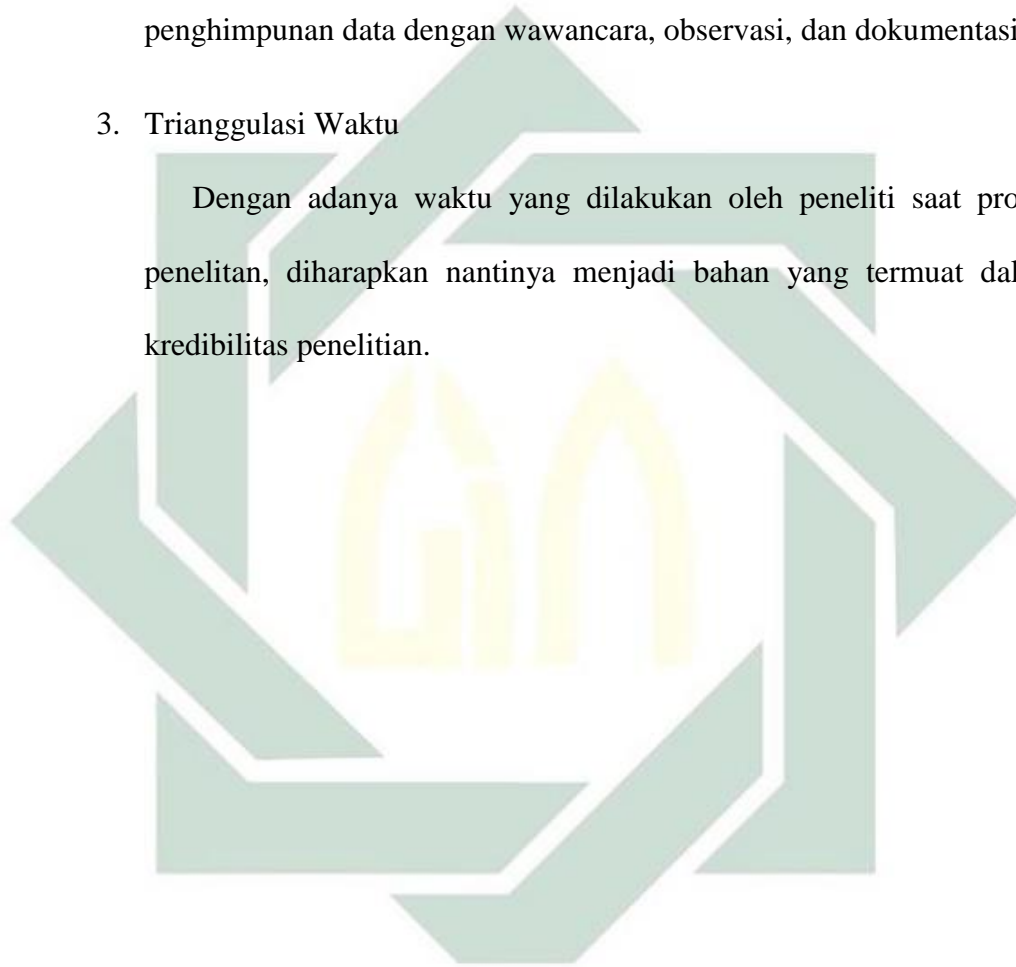 penghimpunan data dengan wawancara, observasi, dan dokumentasi
3. Trianggulasi Waktu
Dengan adanya waktu yang dilakukan oleh peneliti saat pro
penelitan, diharapkan nantinya menjadi bahan yang termuat dal
kredibilitas penelitian.